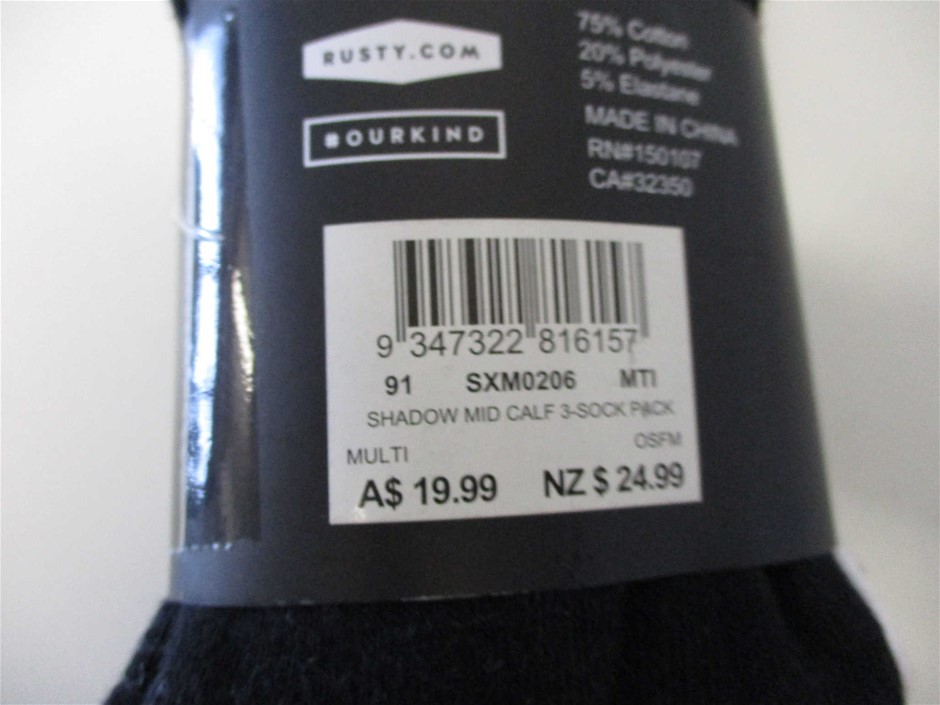 RUSTY.COM
#OURKIND
75% Cotton
20% Polyester
5% Elastane
MADE IN CHINA
RN#150107
CA#32350
9 347322 816157
91 SXM0206 MTI
SHADOW MID CALF 3-SOCK PACK
MULTI OSFM
A$ 19.99 NZ $ 24.99